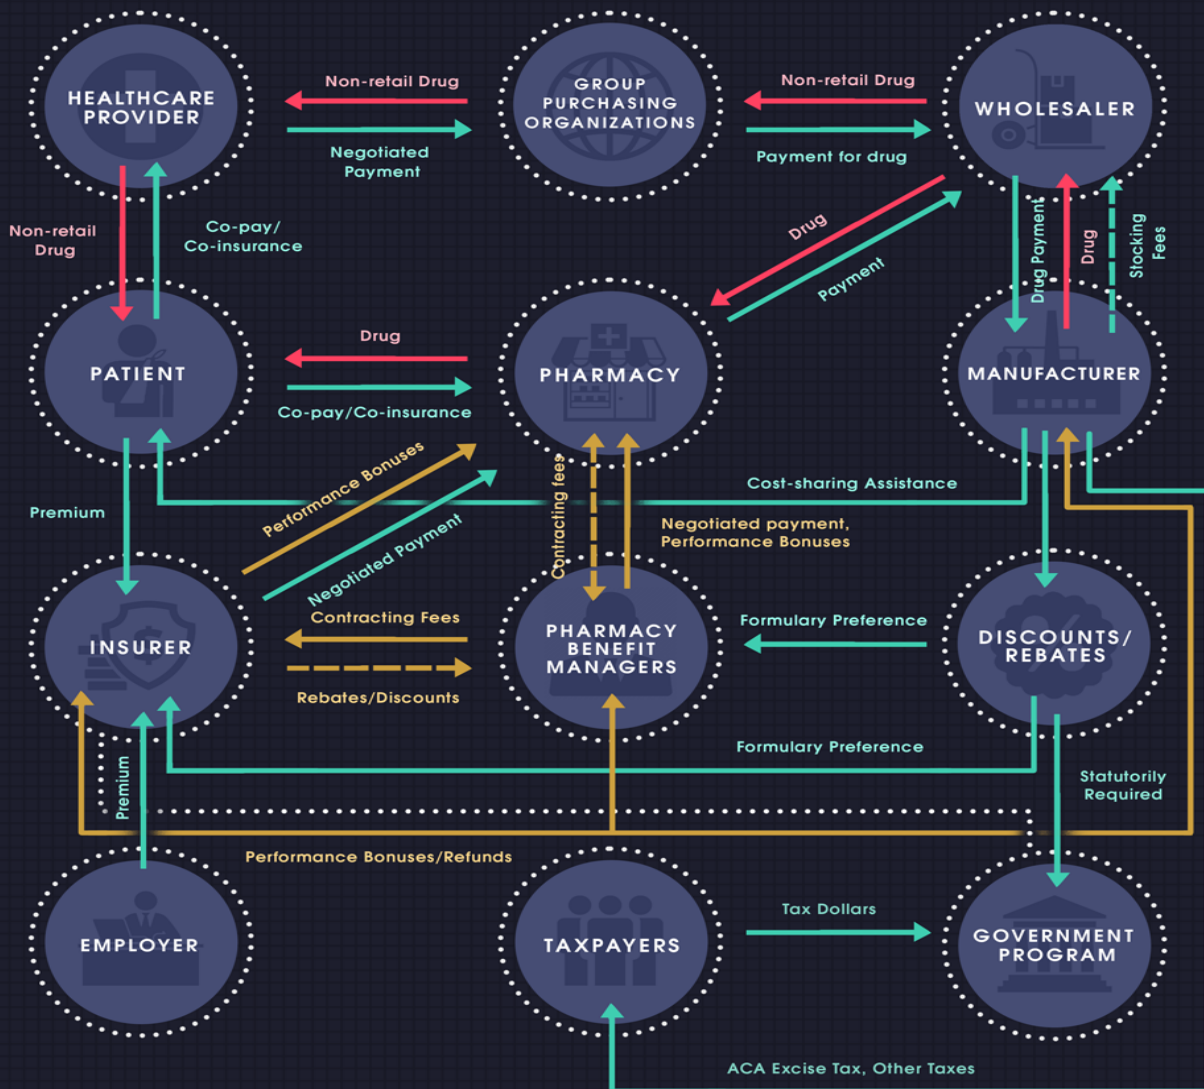 Non-retail Drug
Non-retail Drug
HEALTHCARE
PROVIDER
GROUP
PURCHASING
ORGANIZATIONS
WHOLESALER
Negotiated
Payment
Payment for drug
Non-retail
Drug
Co-pay/
Co-insurance
Drug
Payment
Drug Payment
Drug
Stocking
Fees
Drug
PATIENT
PHARMACY
MANUFACTURER
Co-pay/Co-insurance
Performance Bonuses
Negotiated Payment
Contracting fees
Cost-sharing Assistance
Premium
Negotiated payment,
Performance Bonuses
Contracting Fees
Formulary Preference
INSURER
PHARMACY
BENEFIT
MANAGERS
DISCOUNTS/
REBATES
Rebates/Discounts
Formulary Preference
Premium
Statutorily
Required
Performance Bonuses/Refunds
Tax Dollars
EMPLOYER
TAXPAYERS
GOVERNMENT
PROGRAM
ACA Excise Tax, Other Taxes